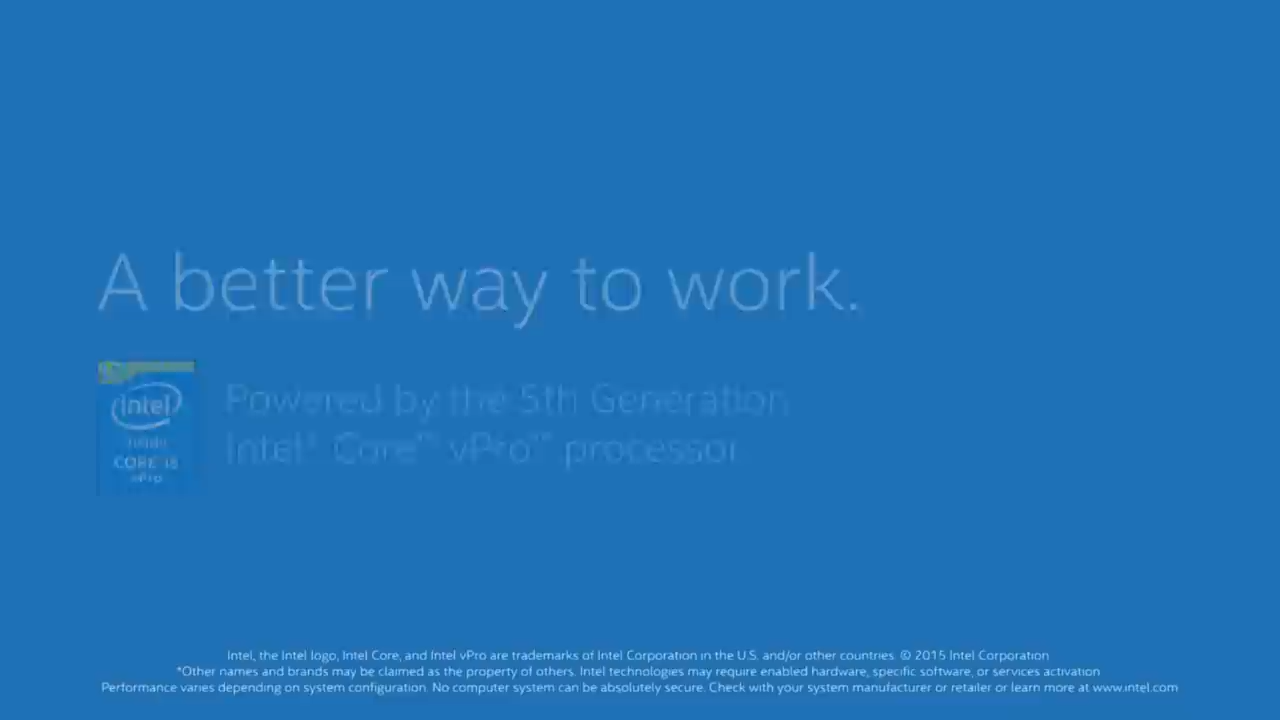 A better way to work.
intel
inside
CORE i5
vPro
Powered by the 5th Generation
Intel® Core™ vPro™ processor
Intel, the Intel logo, Intel Core, and Intel vPro are trademarks of Intel Corporation in the U.S. and/or other countries. © 2015 Intel Corporation
*Other names and brands may be claimed as the property of others. Intel technologies may require enabled hardware, specific software, or services activation
Performance varies depending on system configuration. No computer system can be absolutely secure. Check with your system manufacturer or retailer or learn more at www.intel.com